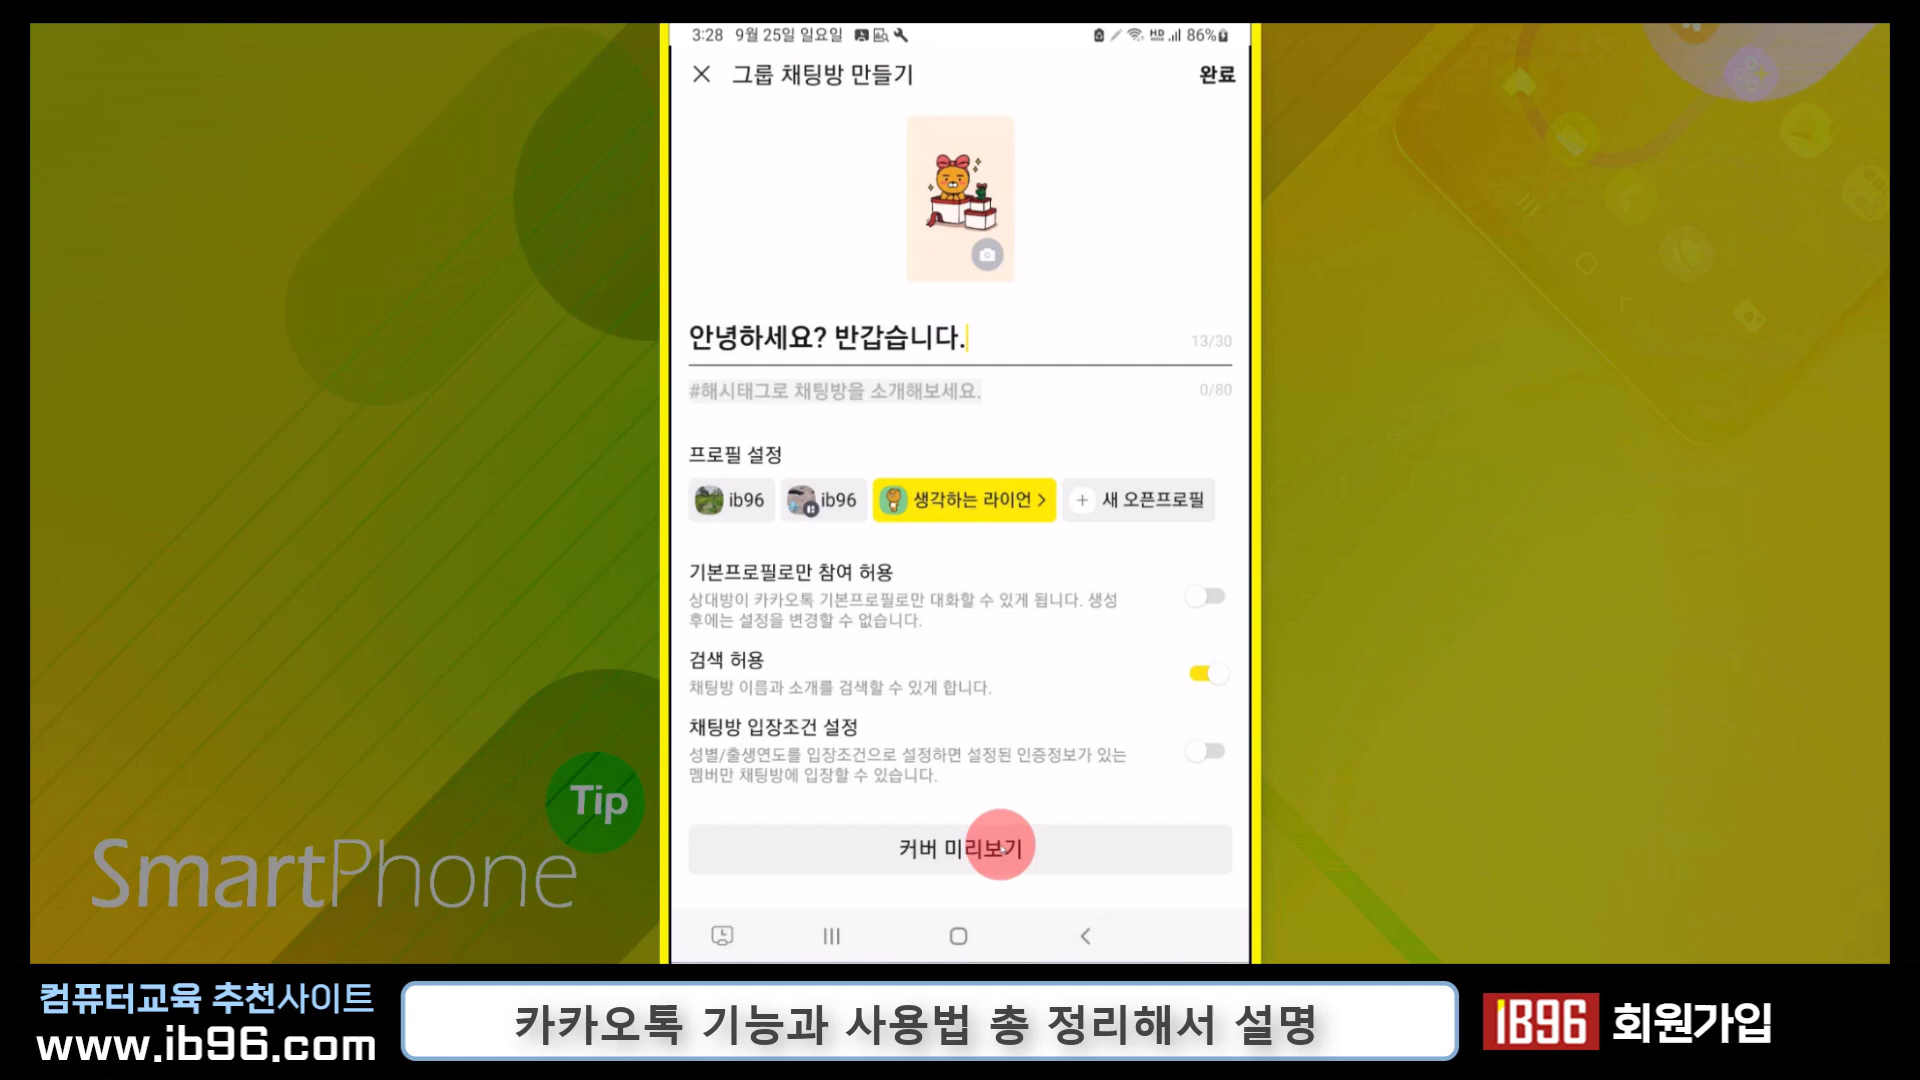 3:28 9월 25일 일요일
86%
그룹 채팅방 만들기
완료
안녕하세요? 반갑습니다.
13/30
#해시태그로 채팅방을 소개해보세요.
0/80
프로필 설정
ib96
ib96
생각하는 라이언 >
+ 새 오픈프로필
기본프로필로만 참여 허용
상대방이 카카오톡 기본프로필로만 대화할 수 있게 됩니다. 생성
후에는 설정을 변경할 수 없습니다.
검색 허용
채팅방 이름과 소개를 검색할 수 있게 합니다.
채팅방 입장조건 설정
성별/출생연도를 입장조건으로 설정하면 설정된 인증정보가 있는
멤버만 채팅방에 입장할 수 있습니다.
커버 미리보기
Tip
SmartPhone
컴퓨터교육 추천사이트
www.ib96.com
카카오톡 기능과 사용법 총 정리해서 설명
IB96 회원가입